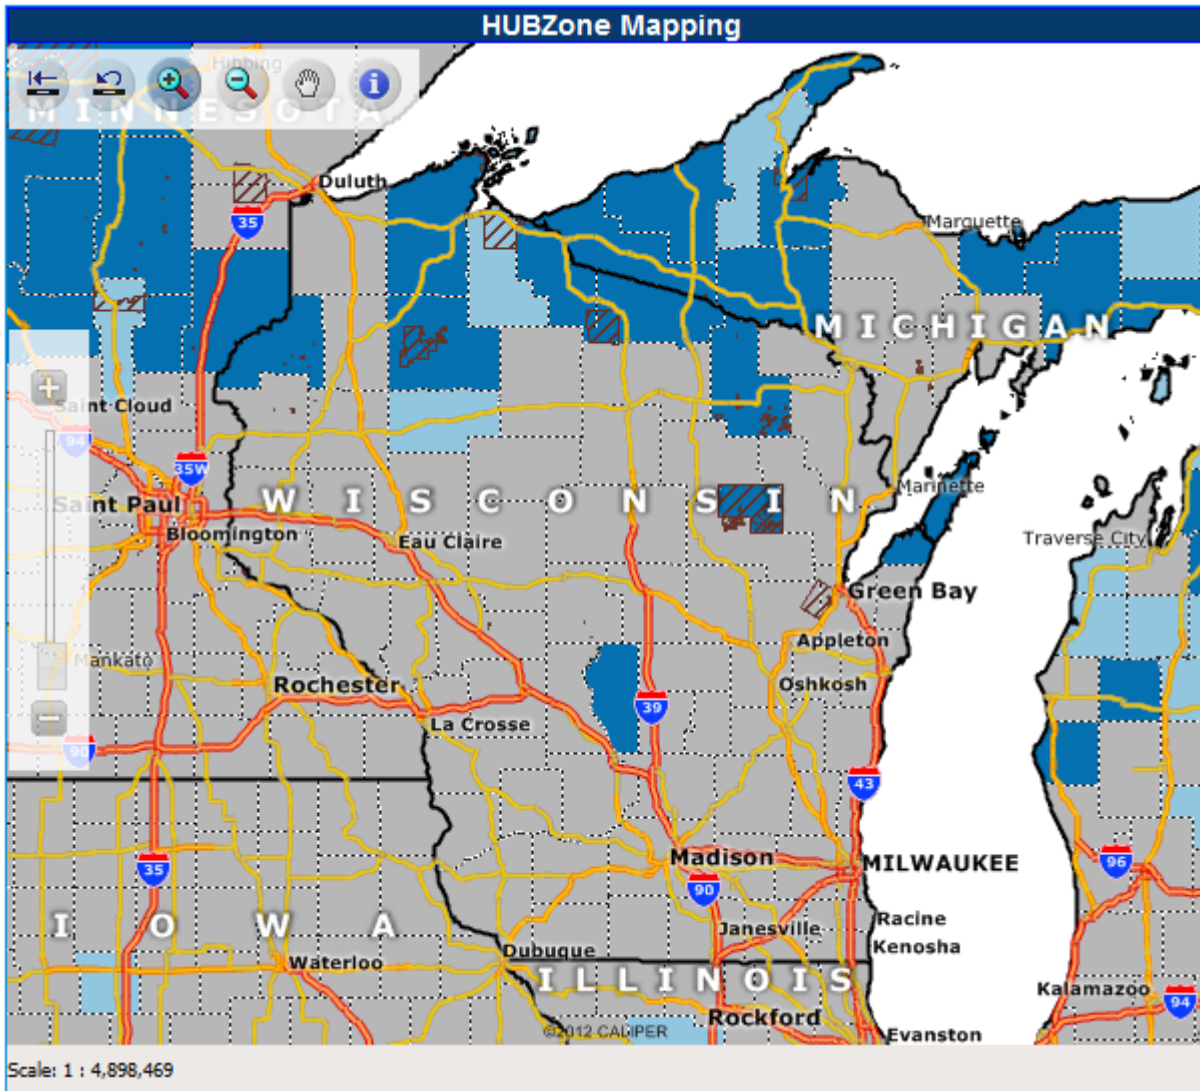 HUBZone Mapping
Hibbing
MINNESOTA
Duluth
35
Marquette
MICHIGAN
Saint Cloud
94
35W
WISCONSIN
Marinette
Saint Paul
Bloomington
Eau Claire
Traverse City
Green Bay
Appleton
Mankato
Rochester
Oshkosh
39
La Crosse
90
43
Madison
MILWAUKEE
96
35
90
IOWA
Racine
Janesville
Kenosha
Dubuque
Waterloo
ILLINOIS
Kalamazoo
94
Rockford
©2012 CALIPER
Evanston
Scale: 1 : 4,898,469